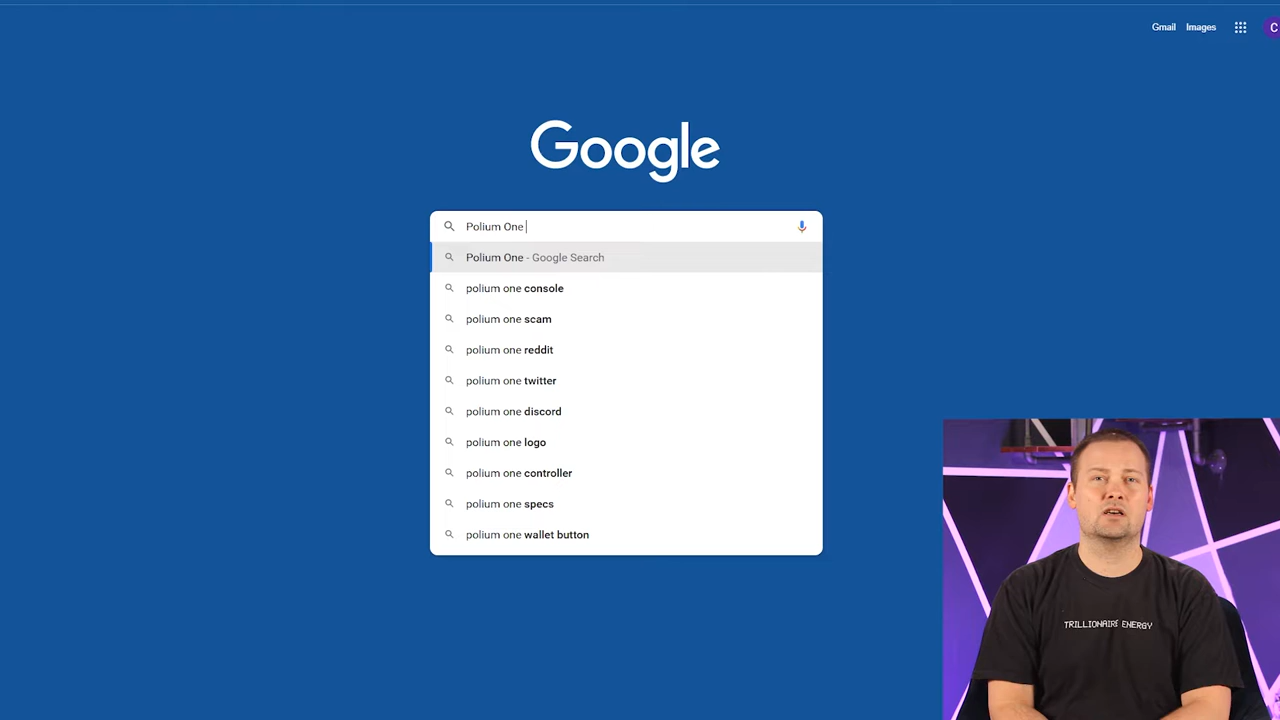 Gmail Images
C
Google
Polium One
Polium One - Google Search
polium one console
polium one scam
polium one reddit
polium one twitter
polium one discord
polium one logo
polium one controller
polium one specs
polium one wallet button
TRILLIONAIRE ENERGY